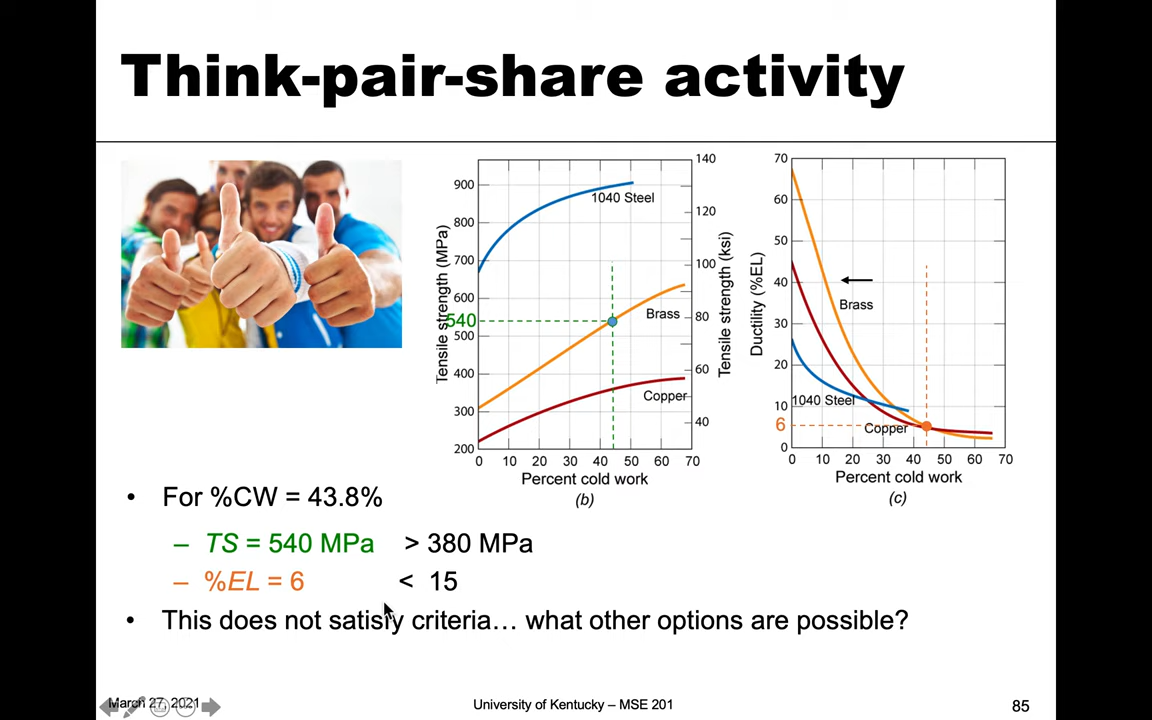 Think-pair-share activity
Tensile strength (MPa)
900
800
700
600
540
500
400
300
200
0 10 20 30 40 50 60 70
Percent cold work
(b)
1040 Steel
Brass
Copper
140
120
100
80
60
40
Tensile strength (ksi)
Ductility (%EL)
70
60
50
40
30
20
10
6
0
0 10 20 30 40 50 60 70
Percent cold work
(c)
Brass
1040 Steel
Copper
• For %CW = 43.8%
– TS = 540 MPa > 380 MPa
– %EL = 6 < 15
• This does not satisfy criteria… what other options are possible?
March 27, 2021
University of Kentucky – MSE 201
85